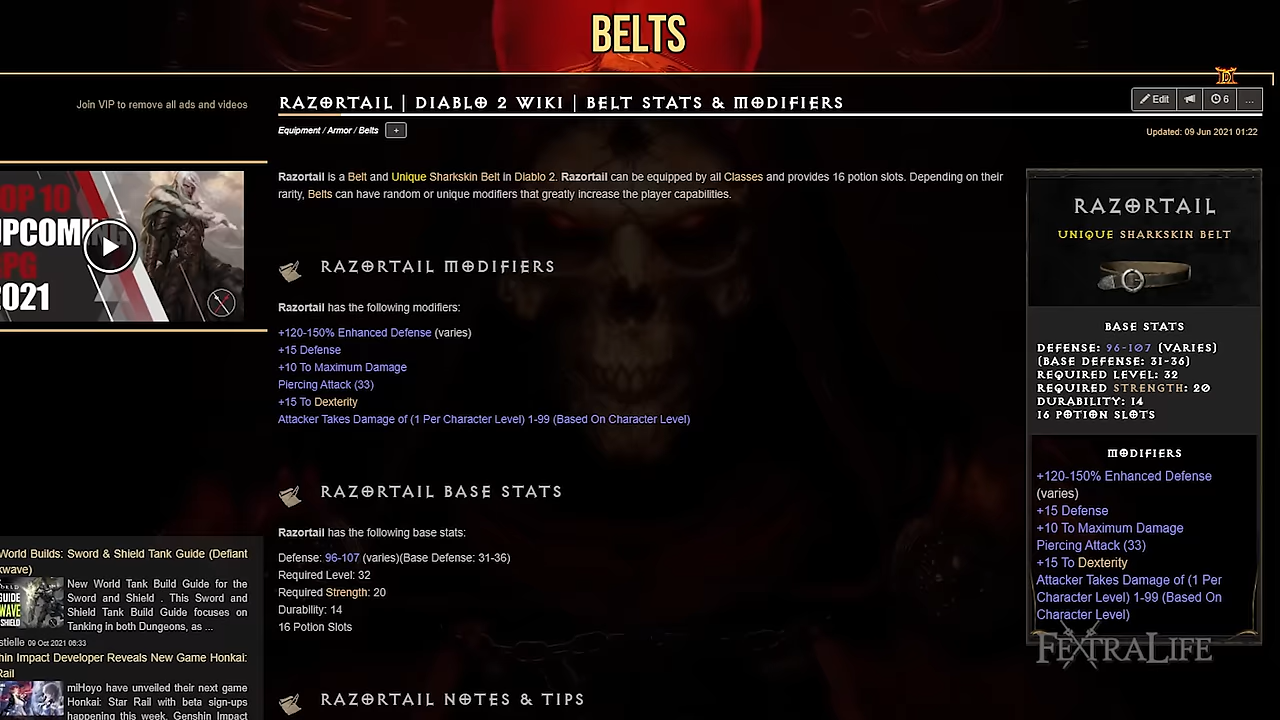 BELTS
Join VIP to remove all ads and videos
RAZORTAIL | DIABLO 2 WIKI | BELT STATS & MODIFIERS
Edit
6
...
Equipment / Armor / Belts
+
Updated: 09 Jun 2021 01:22
OP 10
UPCOMING
RPG
2021
Razortail is a Belt and Unique Sharkskin Belt in Diablo 2. Razortail can be equipped by all Classes and provides 16 potion slots. Depending on their
rarity, Belts can have random or unique modifiers that greatly increase the player capabilities.
RAZORTAIL MODIFIERS
Razortail has the following modifiers:
+120-150% Enhanced Defense (varies)
+15 Defense
+10 To Maximum Damage
Piercing Attack (33)
+15 To Dexterity
Attacker Takes Damage of (1 Per Character Level) 1-99 (Based On Character Level)
RAZORTAIL BASE STATS
Razortail has the following base stats:
Defense: 96-107 (varies)(Base Defense: 31-36)
Required Level: 32
Required Strength: 20
Durability: 14
16 Potion Slots
RAZORTAIL NOTES & TIPS
RAZORTAIL
UNIQUE SHARKSKIN BELT
BASE STATS
DEFENSE: 96-107 (VARIES)
(BASE DEFENSE: 31-36)
REQUIRED LEVEL: 32
REQUIRED STRENGTH: 20
DURABILITY: 14
16 POTION SLOTS
MODIFIERS
+120-150% Enhanced Defense
(varies)
+15 Defense
+10 To Maximum Damage
Piercing Attack (33)
+15 To Dexterity
Attacker Takes Damage of (1 Per
Character Level) 1-99 (Based On
Character Level)
FEXTRALIFE
World Builds: Sword & Shield Tank Guide (Defiant
kwave)
GUIDE
WAVE
SHIELD
New World Tank Build Guide for the
Sword and Shield . This Sword and
Shield Tank Build Guide focuses on
Tanking in both Dungeons, as ...
stielle 09 Oct 2021 06:33
hin Impact Developer Reveals New Game Honkai:
Rail
miHoyo have unveiled their next game
Honkai: Star Rail with beta sign-ups
happening this week. Genshin Impact